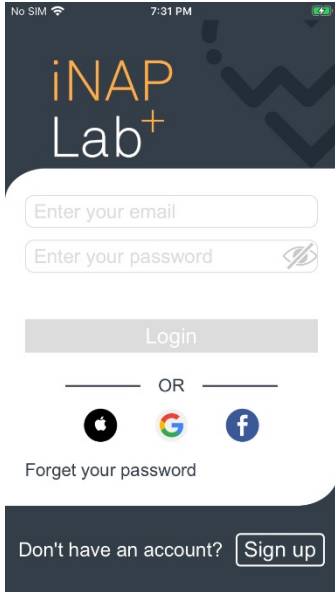 No SIM 7:31 PM
iNAP
Lab+
Enter your email
Enter your password
Login
OR
Forget your password
Don't have an account? Sign up